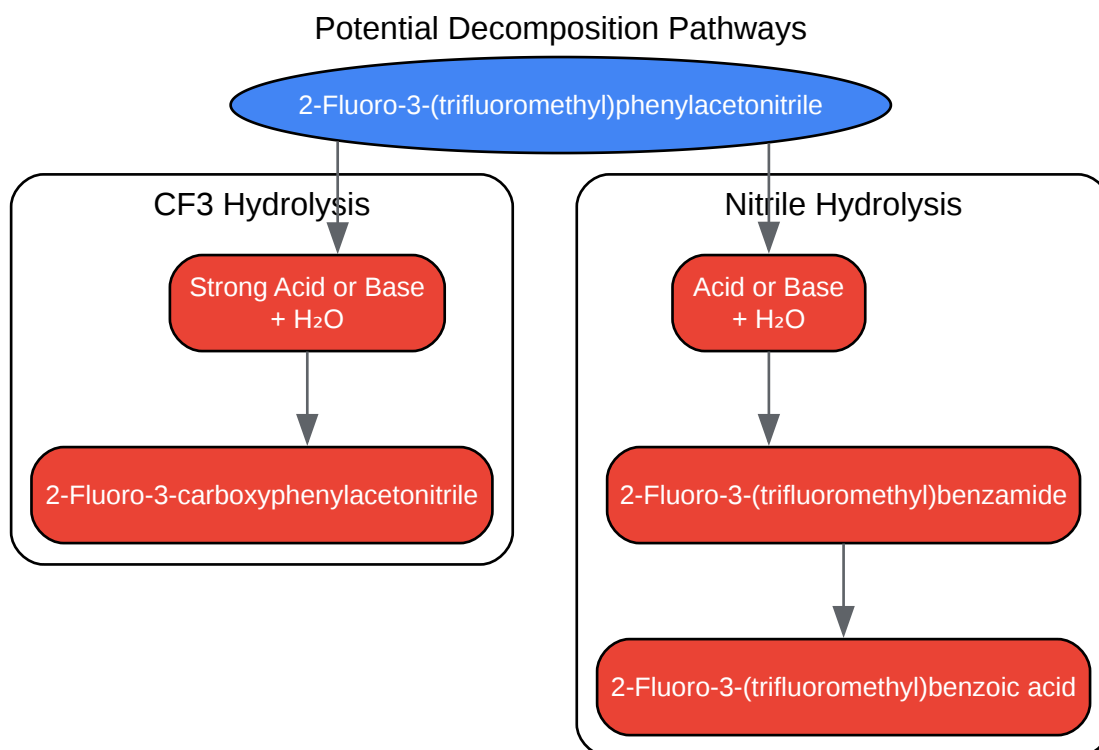 Potential Decomposition Pathways
2-Fluoro-3-(trifluoromethyl)phenylacetonitrile
CF3 Hydrolysis
Strong Acid or Base
+ H₂O
2-Fluoro-3-carboxyphenylacetonitrile
Nitrile Hydrolysis
Acid or Base
+ H₂O
2-Fluoro-3-(trifluoromethyl)benzamide
2-Fluoro-3-(trifluoromethyl)benzoic acid